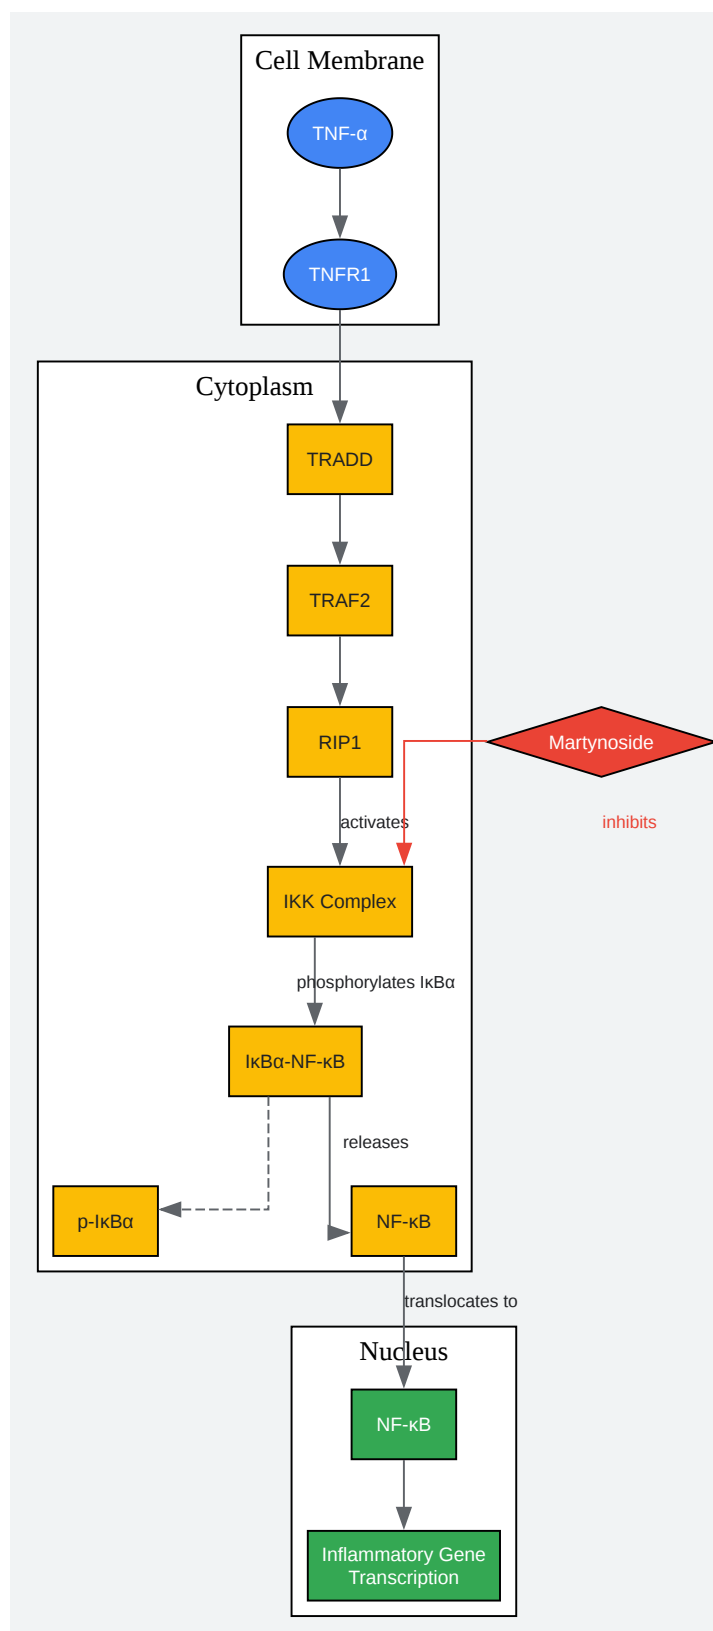 Cell Membrane
TNF-α
TNFR1
Cytoplasm
TRADD
TRAF2
RIP1
Martynoside
activates
inhibits
IKK Complex
phosphorylates IκBα
IκBα-NF-κB
releases
p-IκBα
NF-κB
translocates to
Nucleus
NF-κB
Inflammatory Gene
Transcription